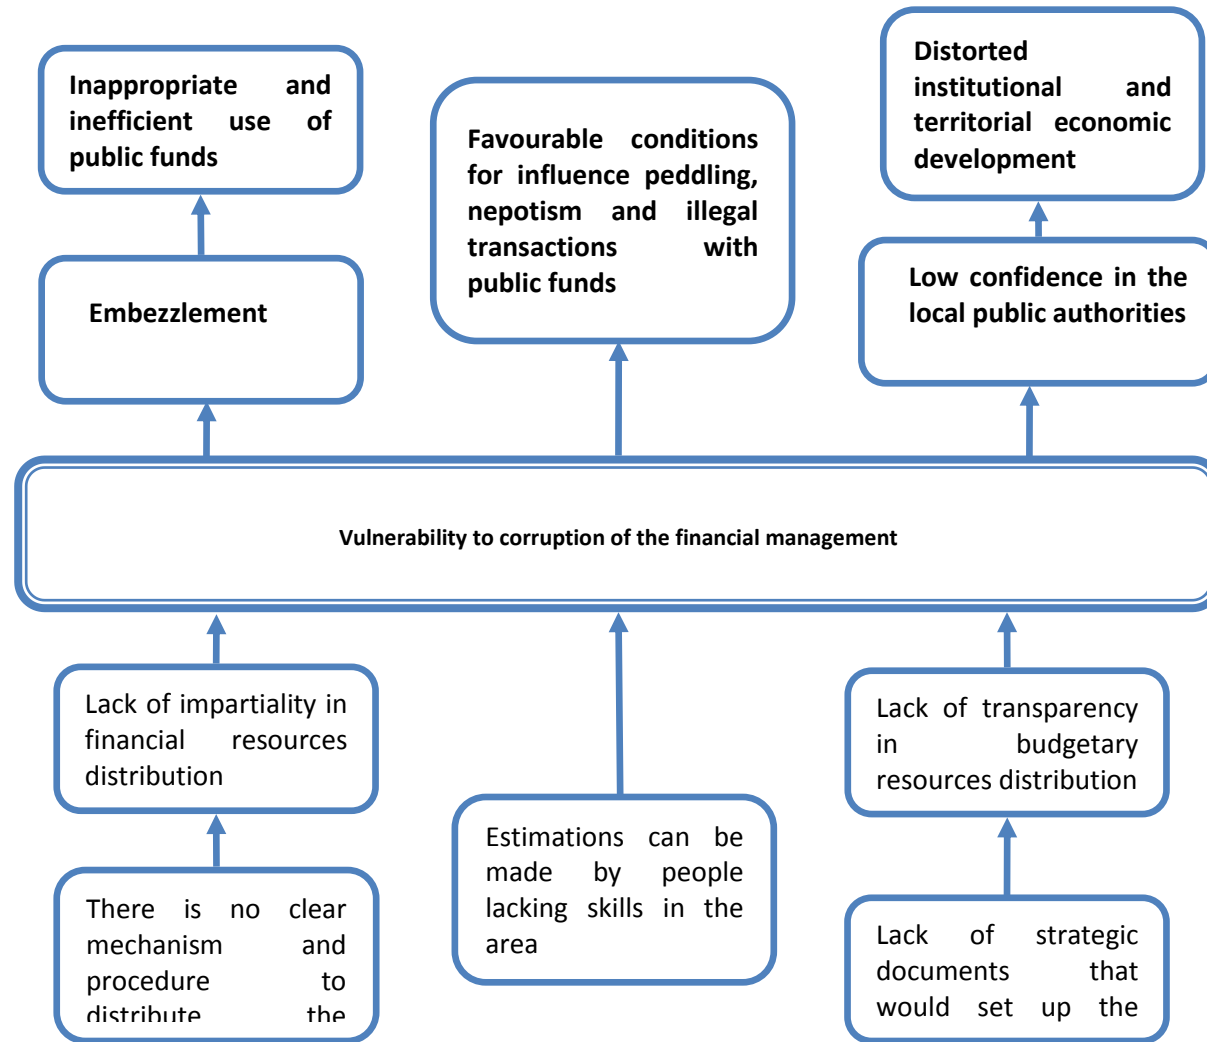 Inappropriate and
inefficient use of
public funds
Favourable conditions
for influence peddling,
nepotism and illegal
transactions with
public funds
Distorted
institutional and
territorial economic
development
Embezzlement
Low confidence in the
local public authorities
Vulnerability to corruption of the financial management
Lack of impartiality in
financial resources
distribution
Estimations can be
made by people
lacking skills in the
area
Lack of transparency
in budgetary
resources distribution
There is no clear
mechanism and
procedure to
distribute the
Lack of strategic
documents that
would set up the